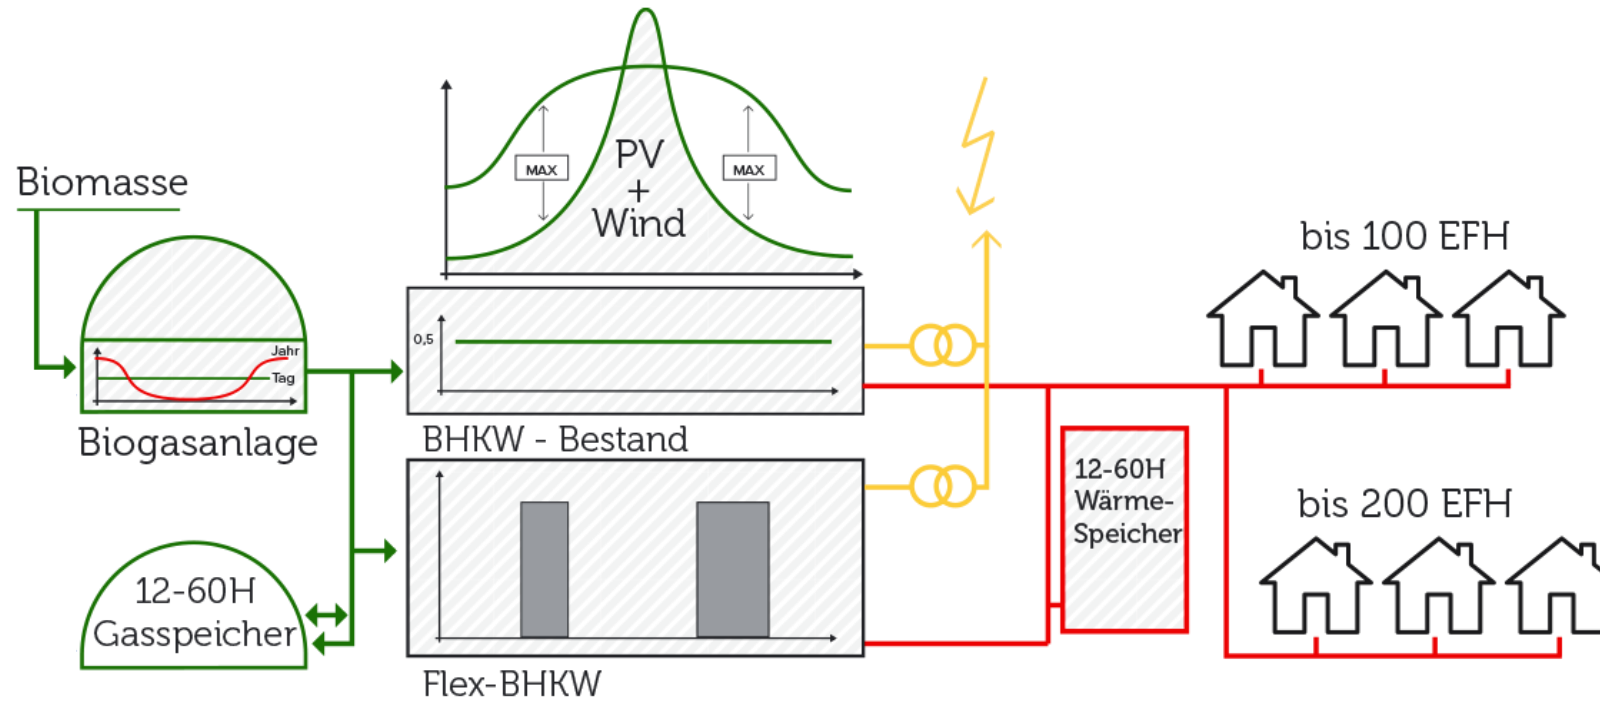 Biomasse
Jahr
Tag
Biogasanlage
12-60H
Gasspeicher
MAX
MAX
PV
+
Wind
0,5
BHKW - Bestand
Flex-BHKW
12-60H
Wärme-
Speicher
bis 100 EFH
bis 200 EFH